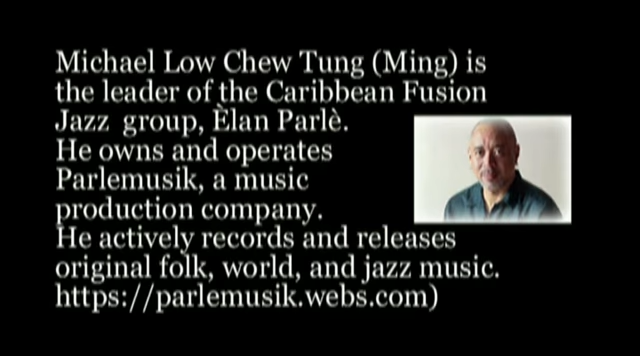 Michael Low Chew Tung (Ming) is
the leader of the Caribbean Fusion
Jazz  group, Èlan Parlè.
He owns and operates
Parlemusik, a music
production company.
He actively records and releases
original folk, world, and jazz music.
https://parlemusik.webs.com)